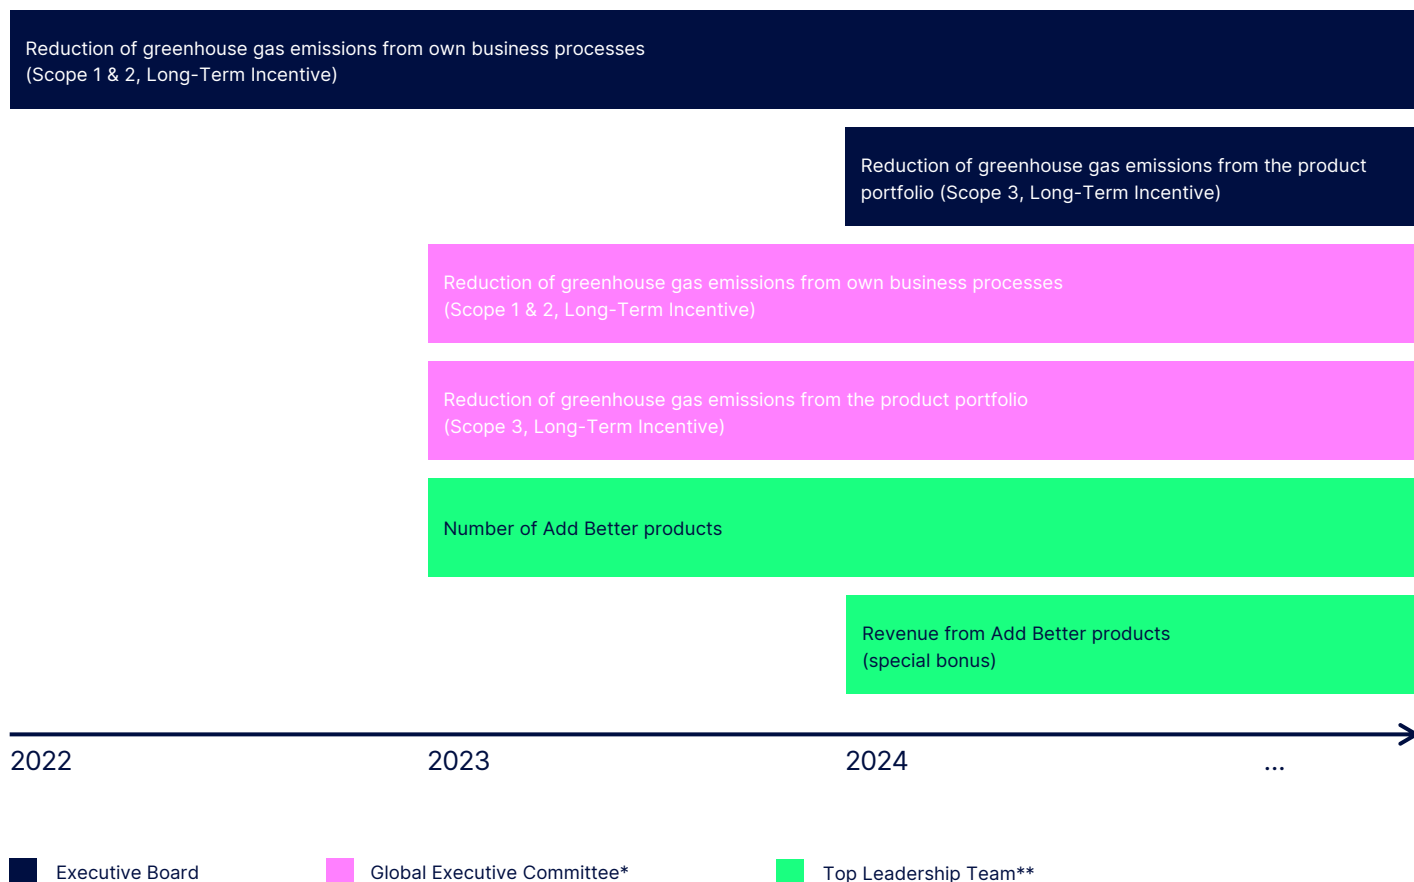 Reduction of greenhouse gas emissions from own business processes
(Scope 1 & 2, Long-Term Incentive)
Reduction of greenhouse gas emissions from the product
portfolio (Scope 3, Long-Term Incentive)
Reduction of greenhouse gas emissions from own business processes
(Scope 1 & 2, Long-Term Incentive)
Reduction of greenhouse gas emissions from the product portfolio
(Scope 3, Long-Term Incentive)
Number of Add Better products
Revenue from Add Better products
(special bonus)
2022 2023 2024 ...
Executive Board Global Executive Committee* Top Leadership Team**